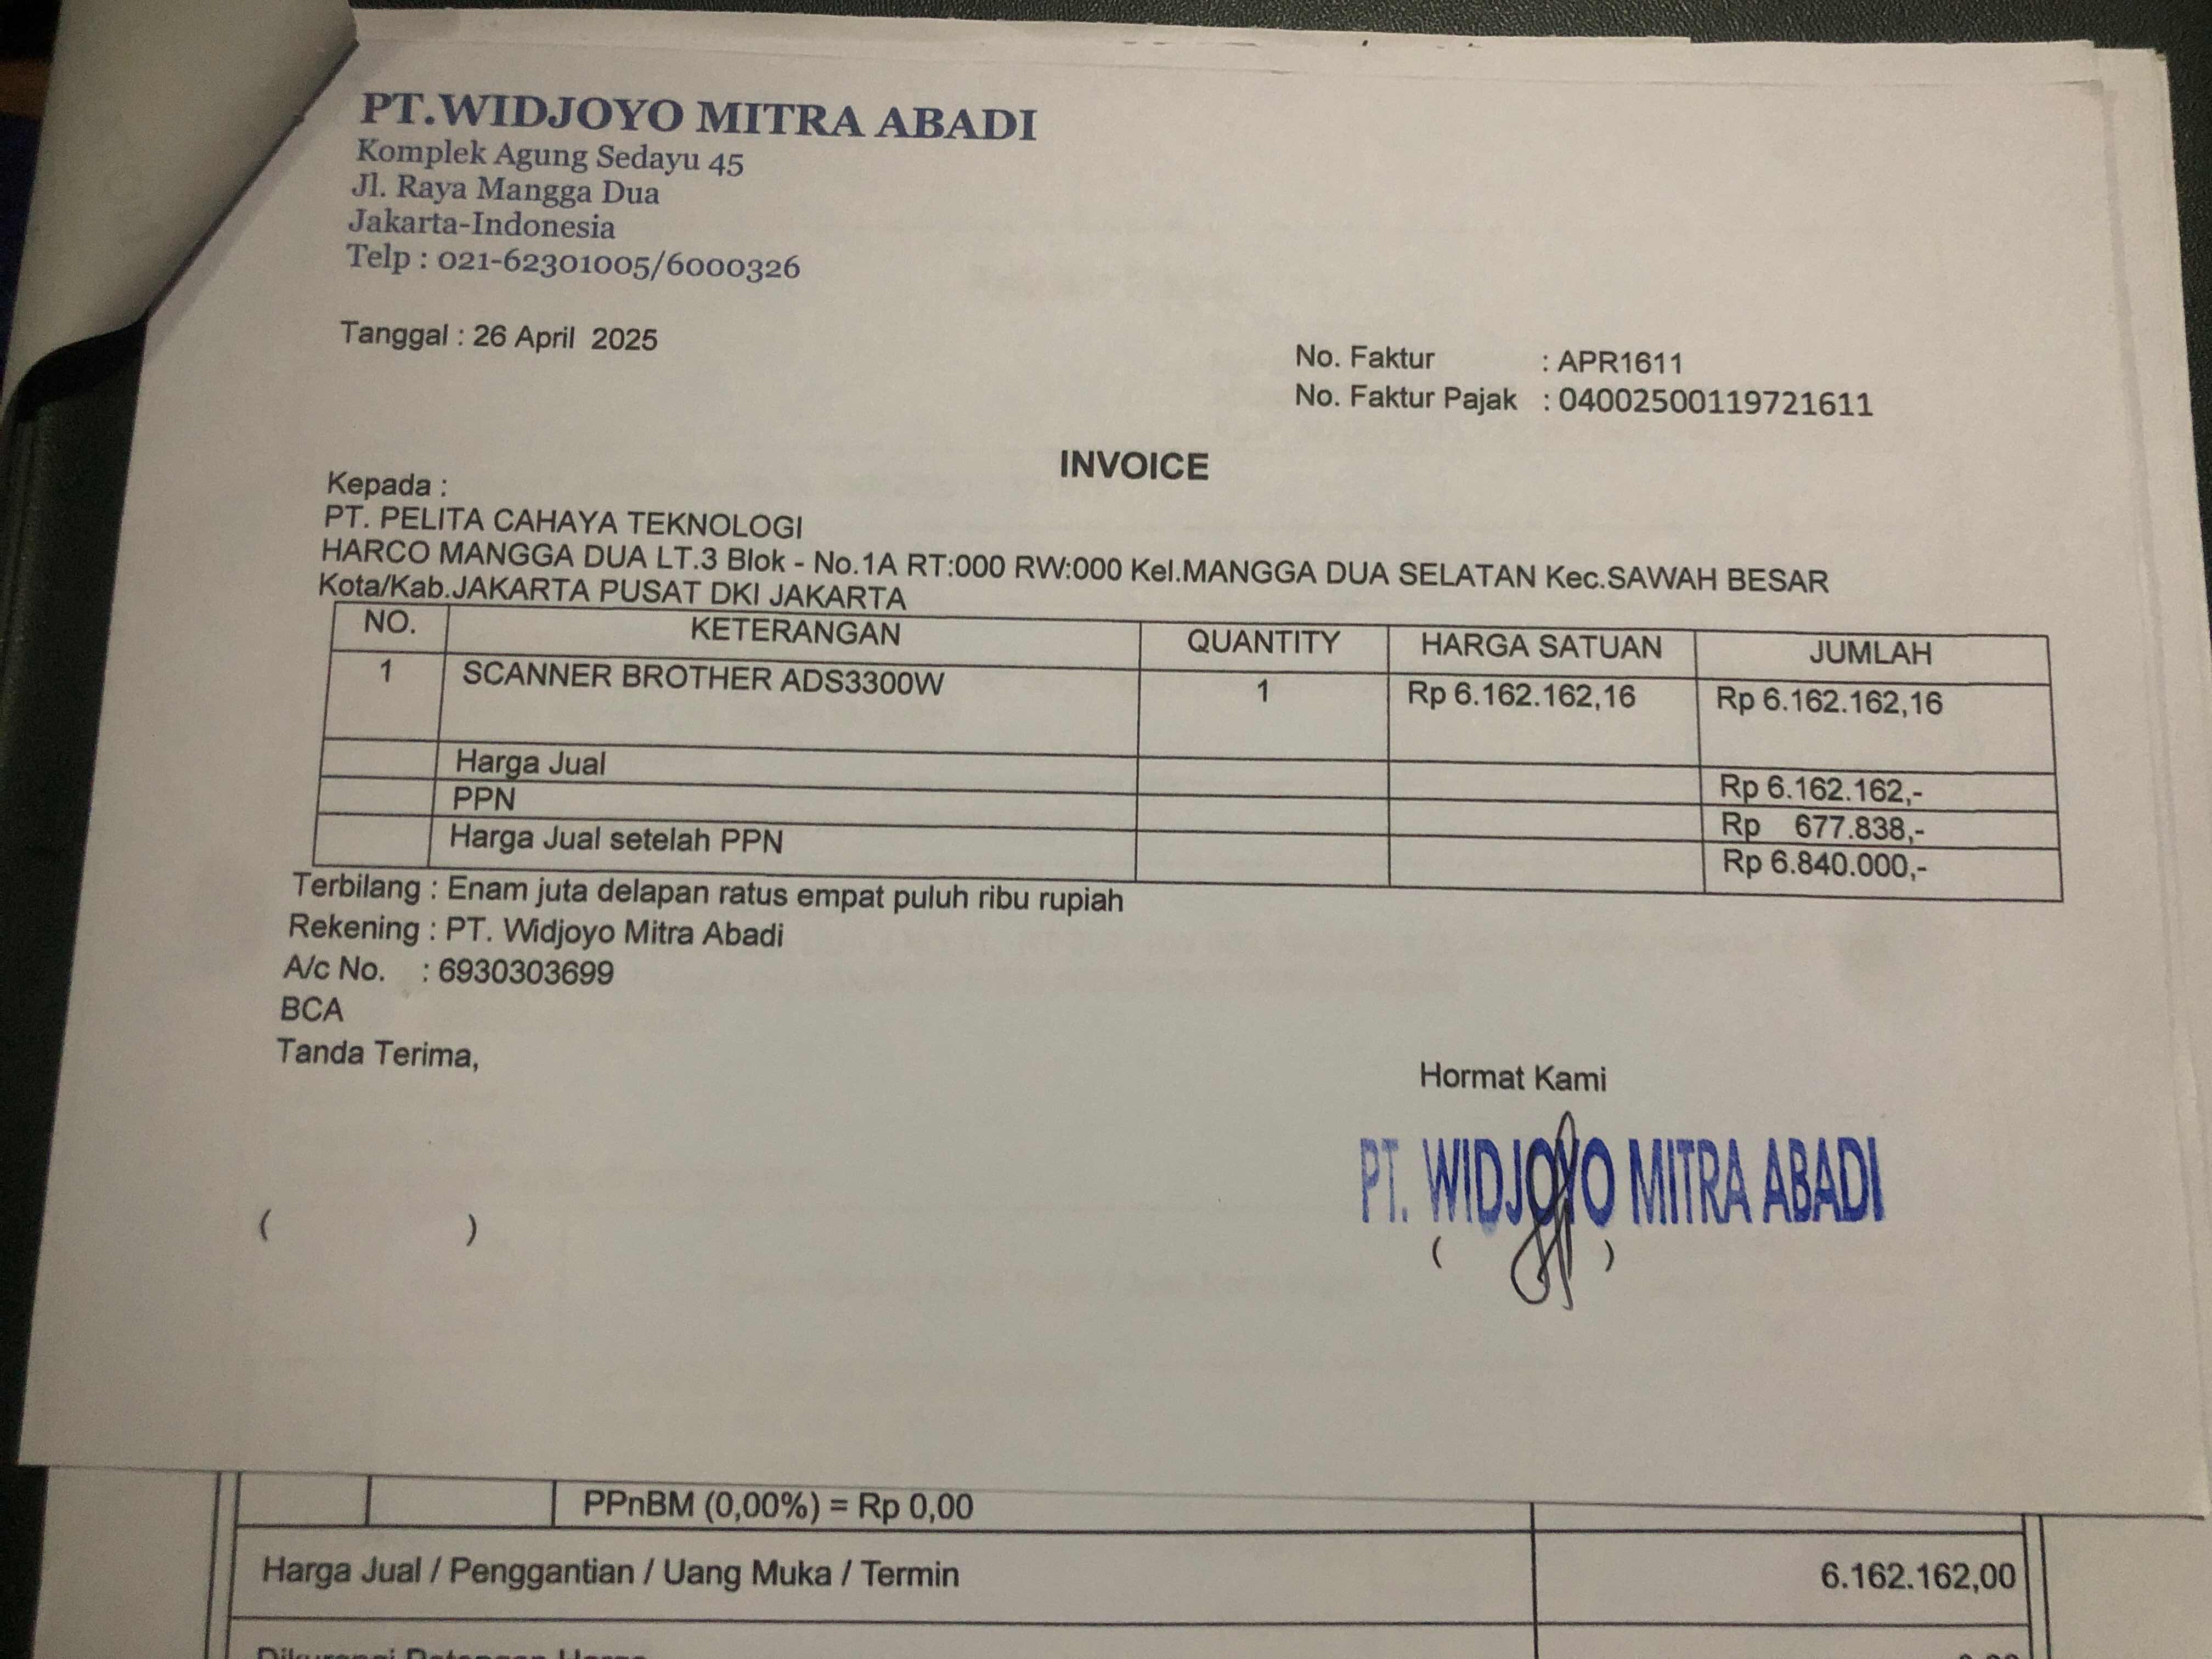 PT.WIDJOYO MITRA ABADI
Komplek Agung Sedayu 45
Jl. Raya Mangga Dua
Jakarta-Indonesia
Telp : 021-62301005/6000326
Tanggal : 26 April 2025
No. Faktur : APR1611
No. Faktur Pajak : 04002500119721611
INVOICE
Kepada :
PT. PELITA CAHAYA TEKNOLOGI
HARCO MANGGA DUA LT.3 Blok - No.1A RT:000 RW:000 Kel.MANGGA DUA SELATAN Kec.SAWAH BESAR
Kota/Kab.JAKARTA PUSAT DKI JAKARTA
NO. KETERANGAN QUANTITY HARGA SATUAN JUMLAH
1 SCANNER BROTHER ADS3300W 1 Rp 6.162.162,16 Rp 6.162.162,16
Harga Jual Rp 6.162.162,-
PPN Rp 677.838,-
Harga Jual setelah PPN Rp 6.840.000,-
Terbilang : Enam juta delapan ratus empat puluh ribu rupiah
Rekening : PT. Widjoyo Mitra Abadi
A/c No. : 6930303699
BCA
Tanda Terima,
Hormat Kami
PT. WIDJOYO MITRA ABADI
( ) ( )
PPnBM (0,00%) = Rp 0,00
Harga Jual / Penggantian / Uang Muka / Termin 6.162.162,00